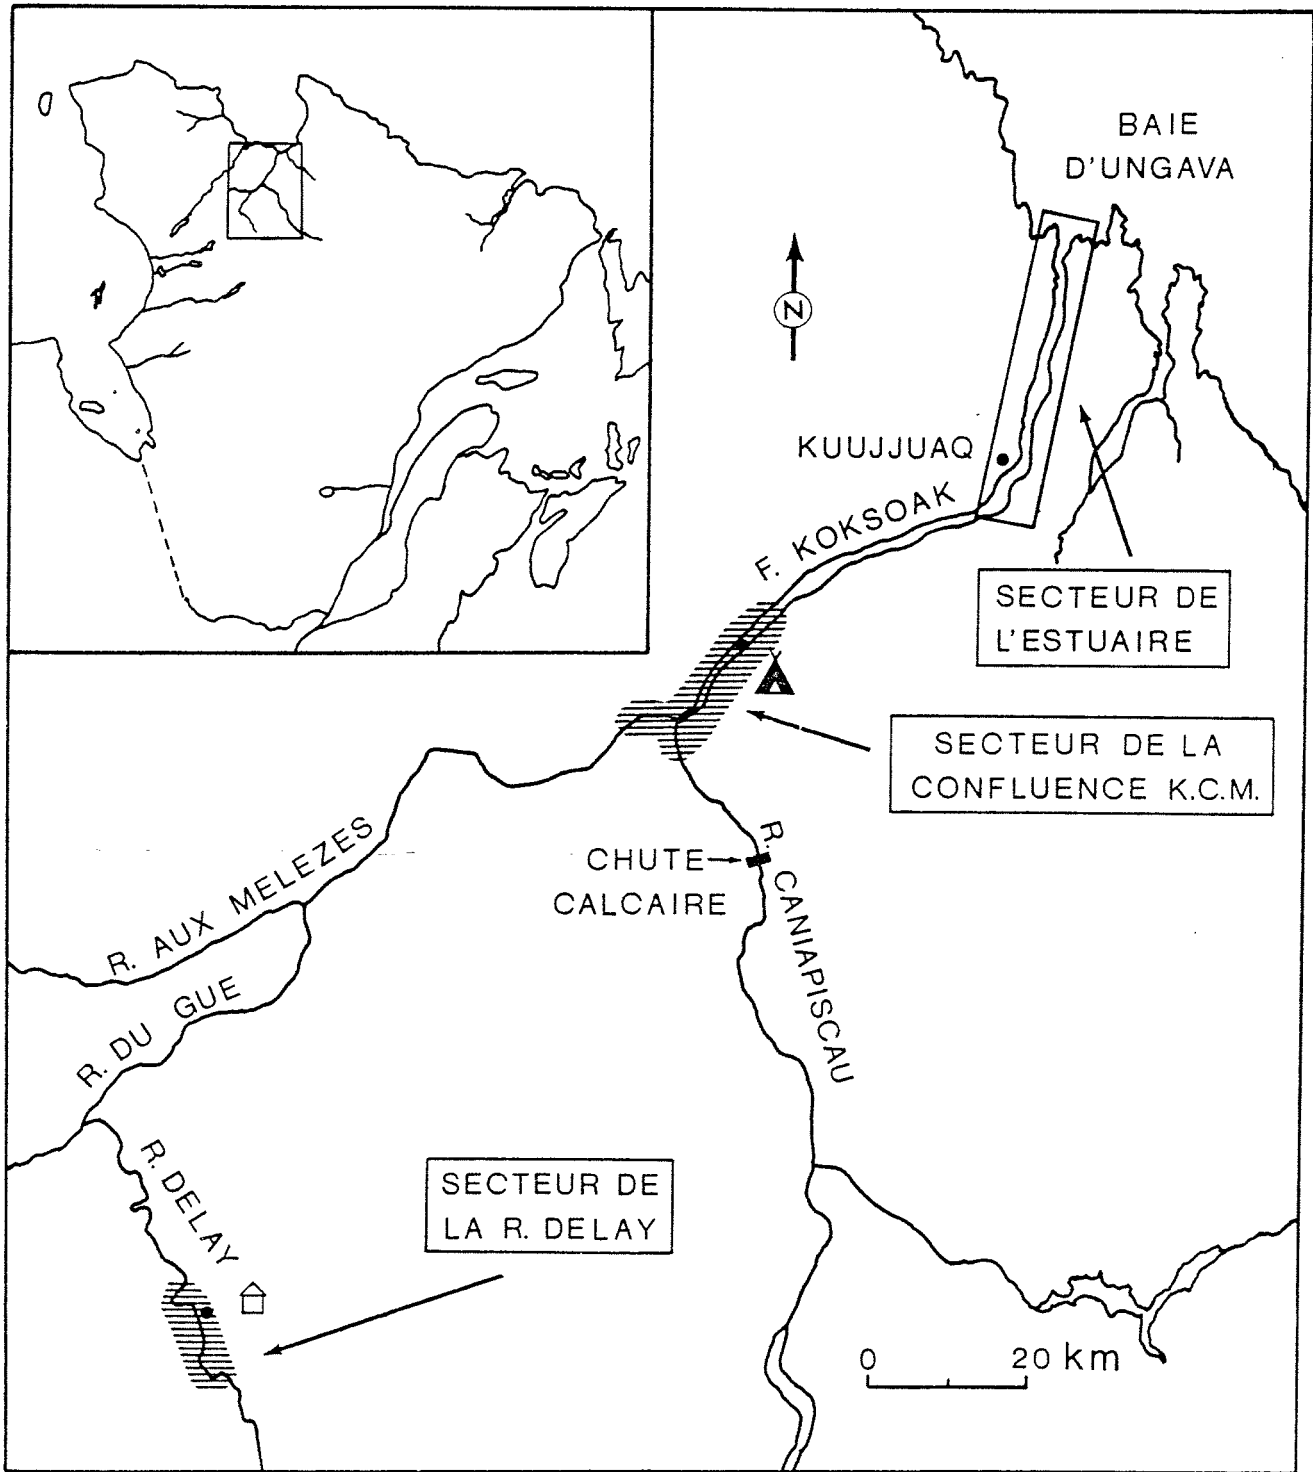 BAIE
D'UNGAVA
N
KUUJJUAQ
F. KOKSOAK
SECTEUR DE
L'ESTUAIRE
SECTEUR DE LA
CONFLUENCE K.C.M.
CHUTE
CALCAIRE
R. CANIAPISCAU
R. AUX MELEZES
R. DU GUE
R. DELAY
SECTEUR DE
LA R. DELAY
0 20 km